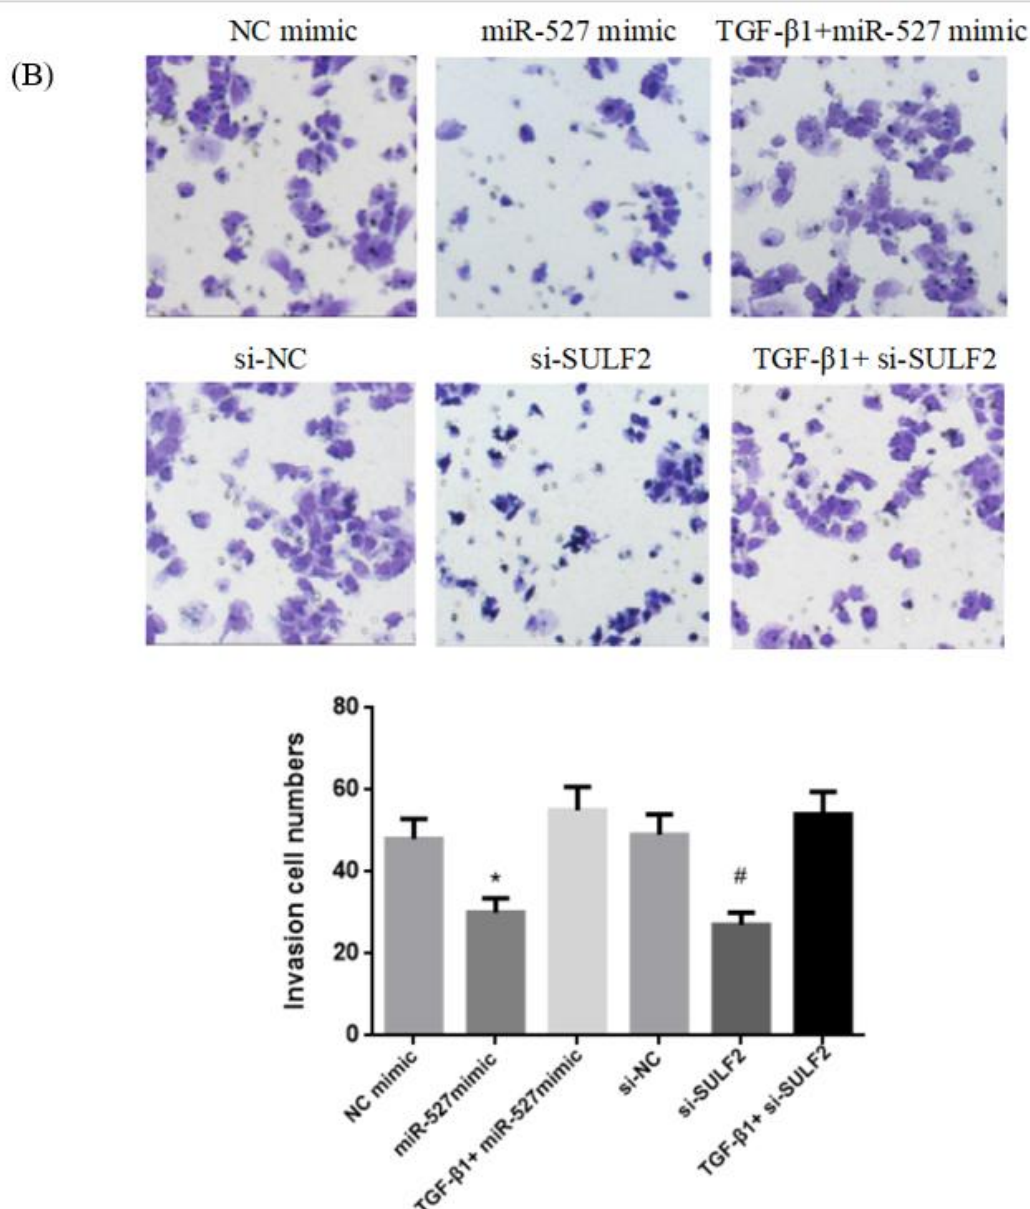 NC mimic miR-527 mimic TGF-β1+miR-527 mimic
(B)
si-NC si-SULF2 TGF-β1+ si-SULF2
80
60
40
20
0
Invasion cell numbers
*
#
NC mimic
miR-527mimic
TGF-β1+ miR-527mimic
si-NC
si-SULF2
TGF-β1+ si-SULF2